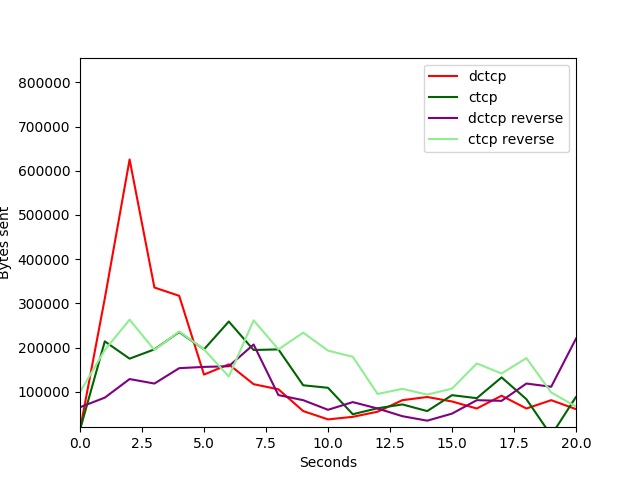 800000
700000
600000
500000
400000
300000
200000
100000
Bytes sent
0.0 2.5 5.0 7.5 10.0 12.5 15.0 17.5 20.0
Seconds
dctcp
ctcp
dctcp reverse
ctcp reverse